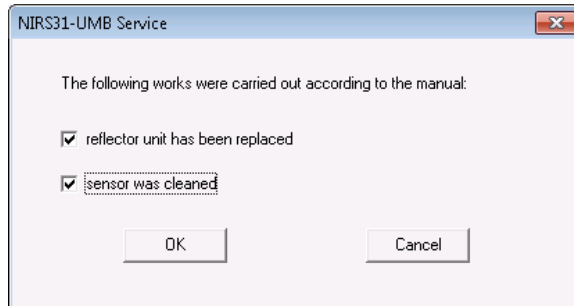 NIRS31-UMB Service
The following works were carried out according to the manual:
reflector unit has been replaced
sensor was cleaned
OK Cancel